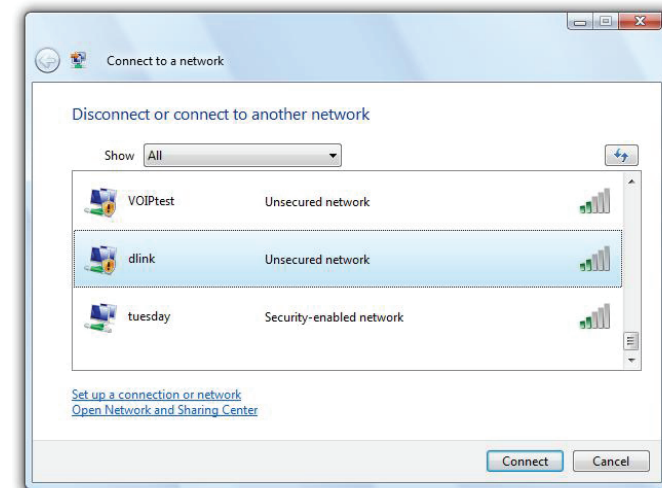 Connect to a network
Disconnect or connect to another network
Show All
VOIPtest Unsecured network
dlink Unsecured network
tuesday Security-enabled network
Set up a connection or network
Open Network and Sharing Center
Connect Cancel